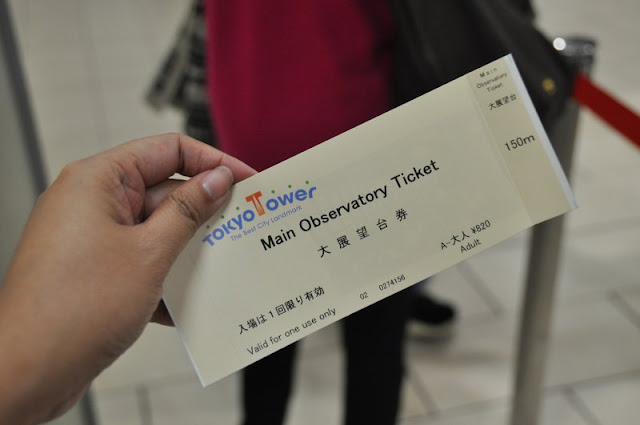 TOKYO Tower
The Best City Landmark
Main Observatory Ticket
大展望台券
A-大人 ¥820
Adult
入場は1回限り有効
02 0274156
Valid for one use only
Main
Observatory
Ticket
大展望台
150m